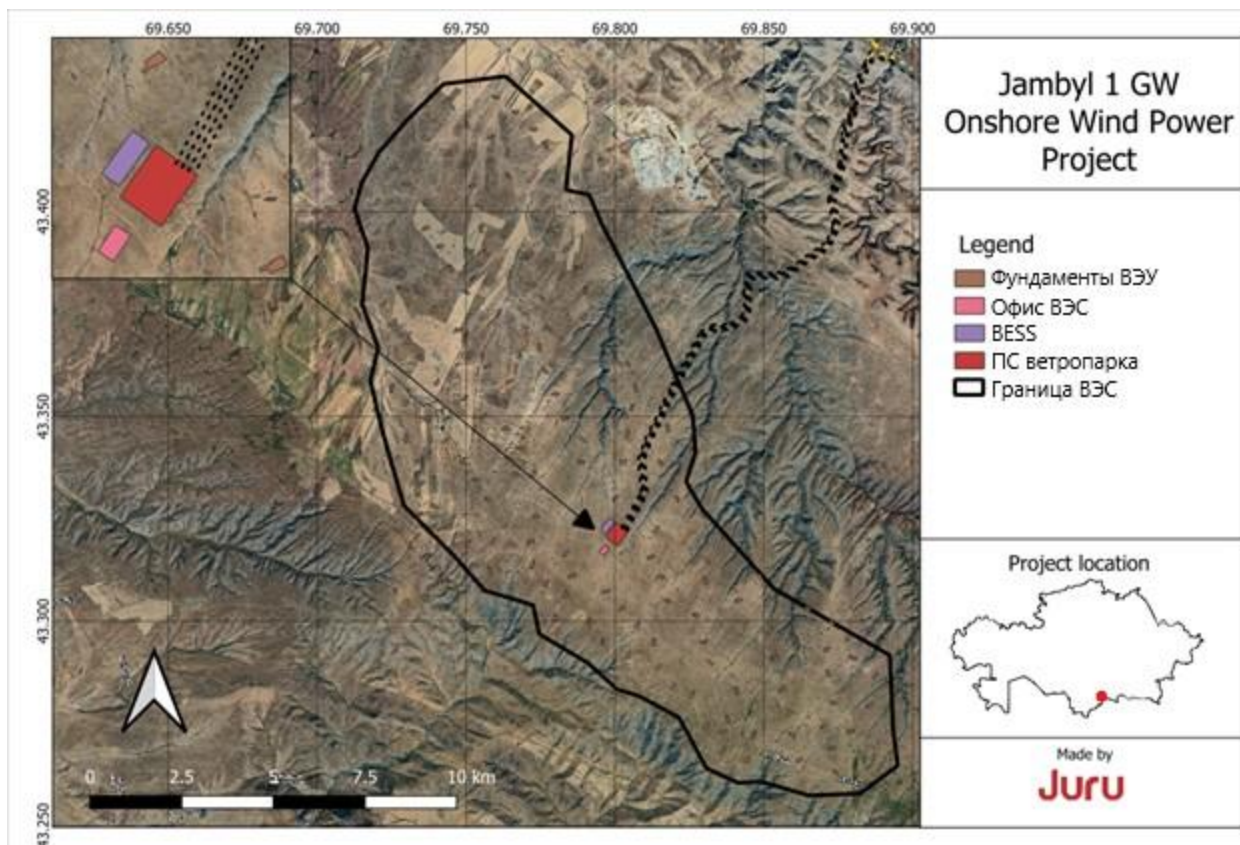 69.650 69.700 69.750 69.800 69.850 69.900
43.400
43.350
43.300
43.250
0 2.5 5 7.5 10 km
Jambyl 1 GW
Onshore Wind Power
Project
Legend
Фундаменты ВЭУ
Офис ВЭС
BESS
ПС ветропарка
Граница ВЭС
Project location
Made by
Juru